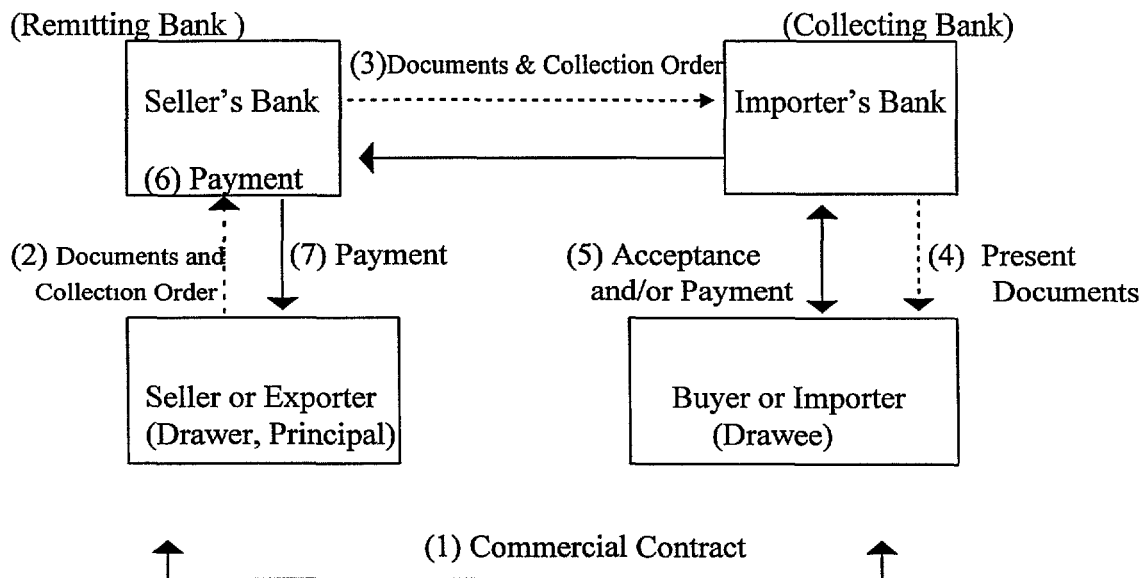 (Remitting Bank )
(Collecting Bank)
(3)Documents & Collection Order
Seller's Bank
Importer's Bank
(6) Payment
(2) Documents and
Collection Order
(7) Payment
(5) Acceptance
and/or Payment
(4) Present
Documents
Seller or Exporter
(Drawer, Principal)
Buyer or Importer
(Drawee)
(1) Commercial Contract